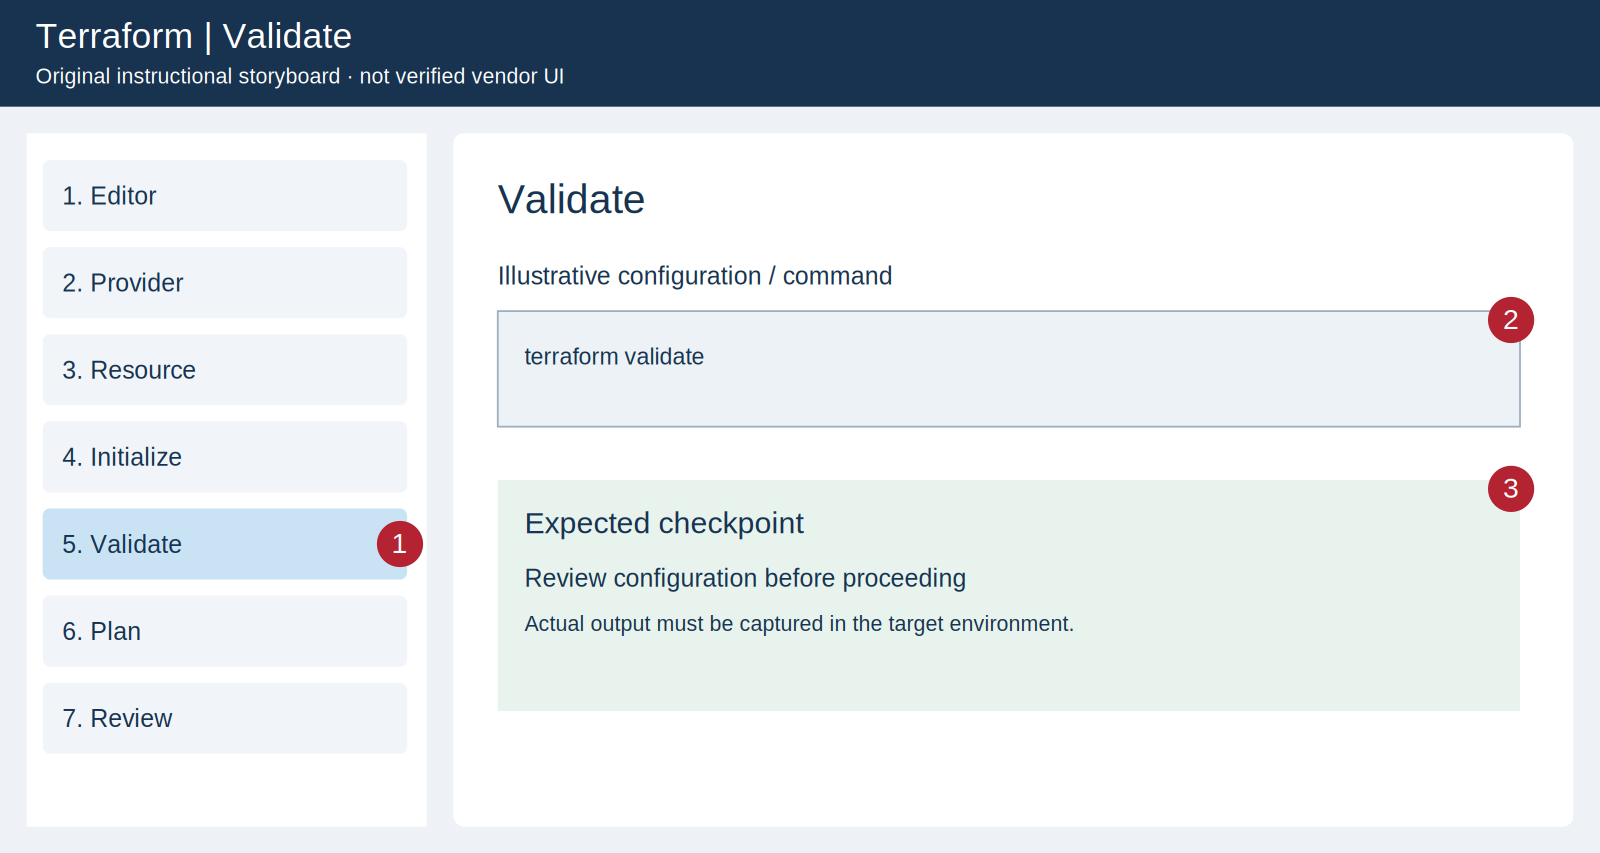 Terraform | Validate
Original instructional storyboard · not verified vendor UI
1. Editor
2. Provider
3. Resource
4. Initialize
5. Validate
1
6. Plan
7. Review
Validate
Illustrative configuration / command
2
terraform validate
3
Expected checkpoint
Review configuration before proceeding
Actual output must be captured in the target environment.